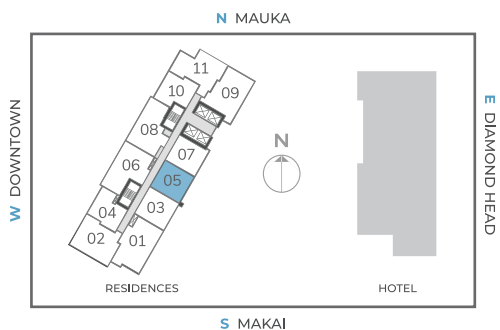 N MAUKA
W DOWNTOWN
E DIAMOND HEAD
11
10
09
08
07
06
05
04
03
02
01
N
RESIDENCES
HOTEL
S MAKAI